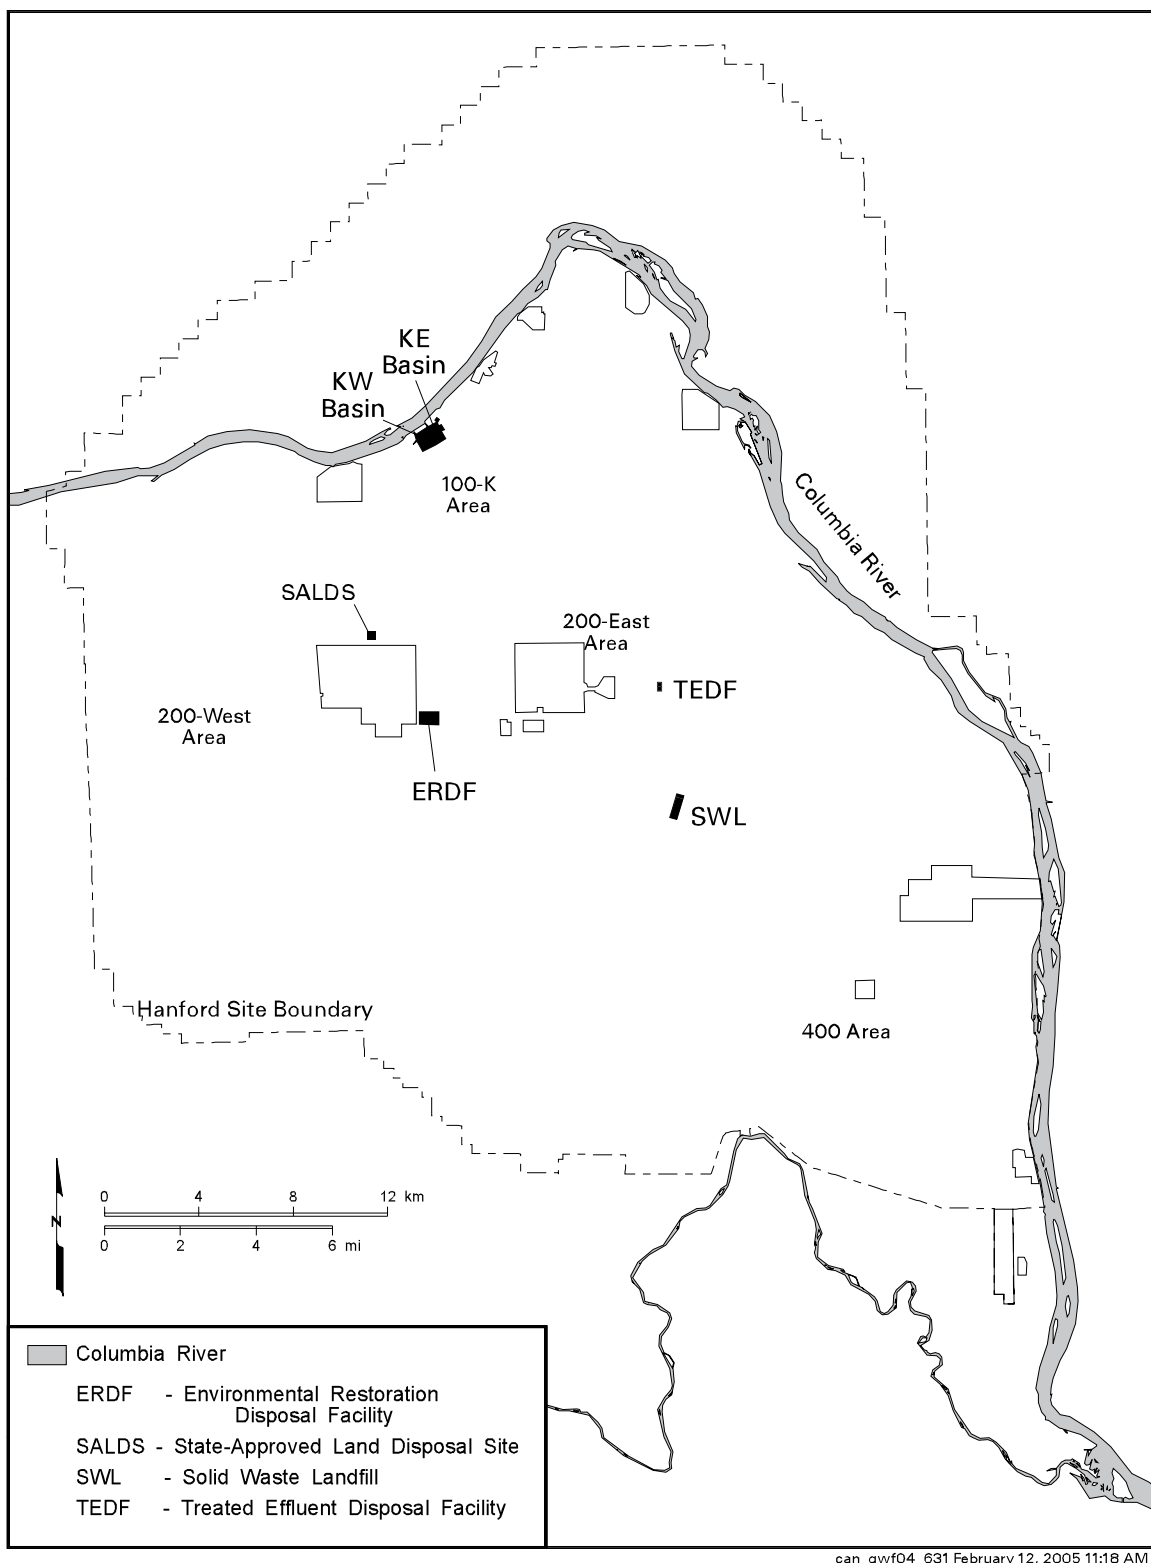 KE
Basin
KW
Basin
100-K
Area
Columbia River
SALDS
200-East
Area
TEDF
200-West
Area
ERDF
SWL
Hanford Site Boundary
400 Area
N
0 4 8 12 km
0 2 4 6 mi
Columbia River
ERDF - Environmental Restoration
Disposal Facility
SALDS - State-Approved Land Disposal Site
SWL - Solid Waste Landfill
TEDF - Treated Effluent Disposal Facility
can_gwf04_631 February 12, 2005 11:18 AM